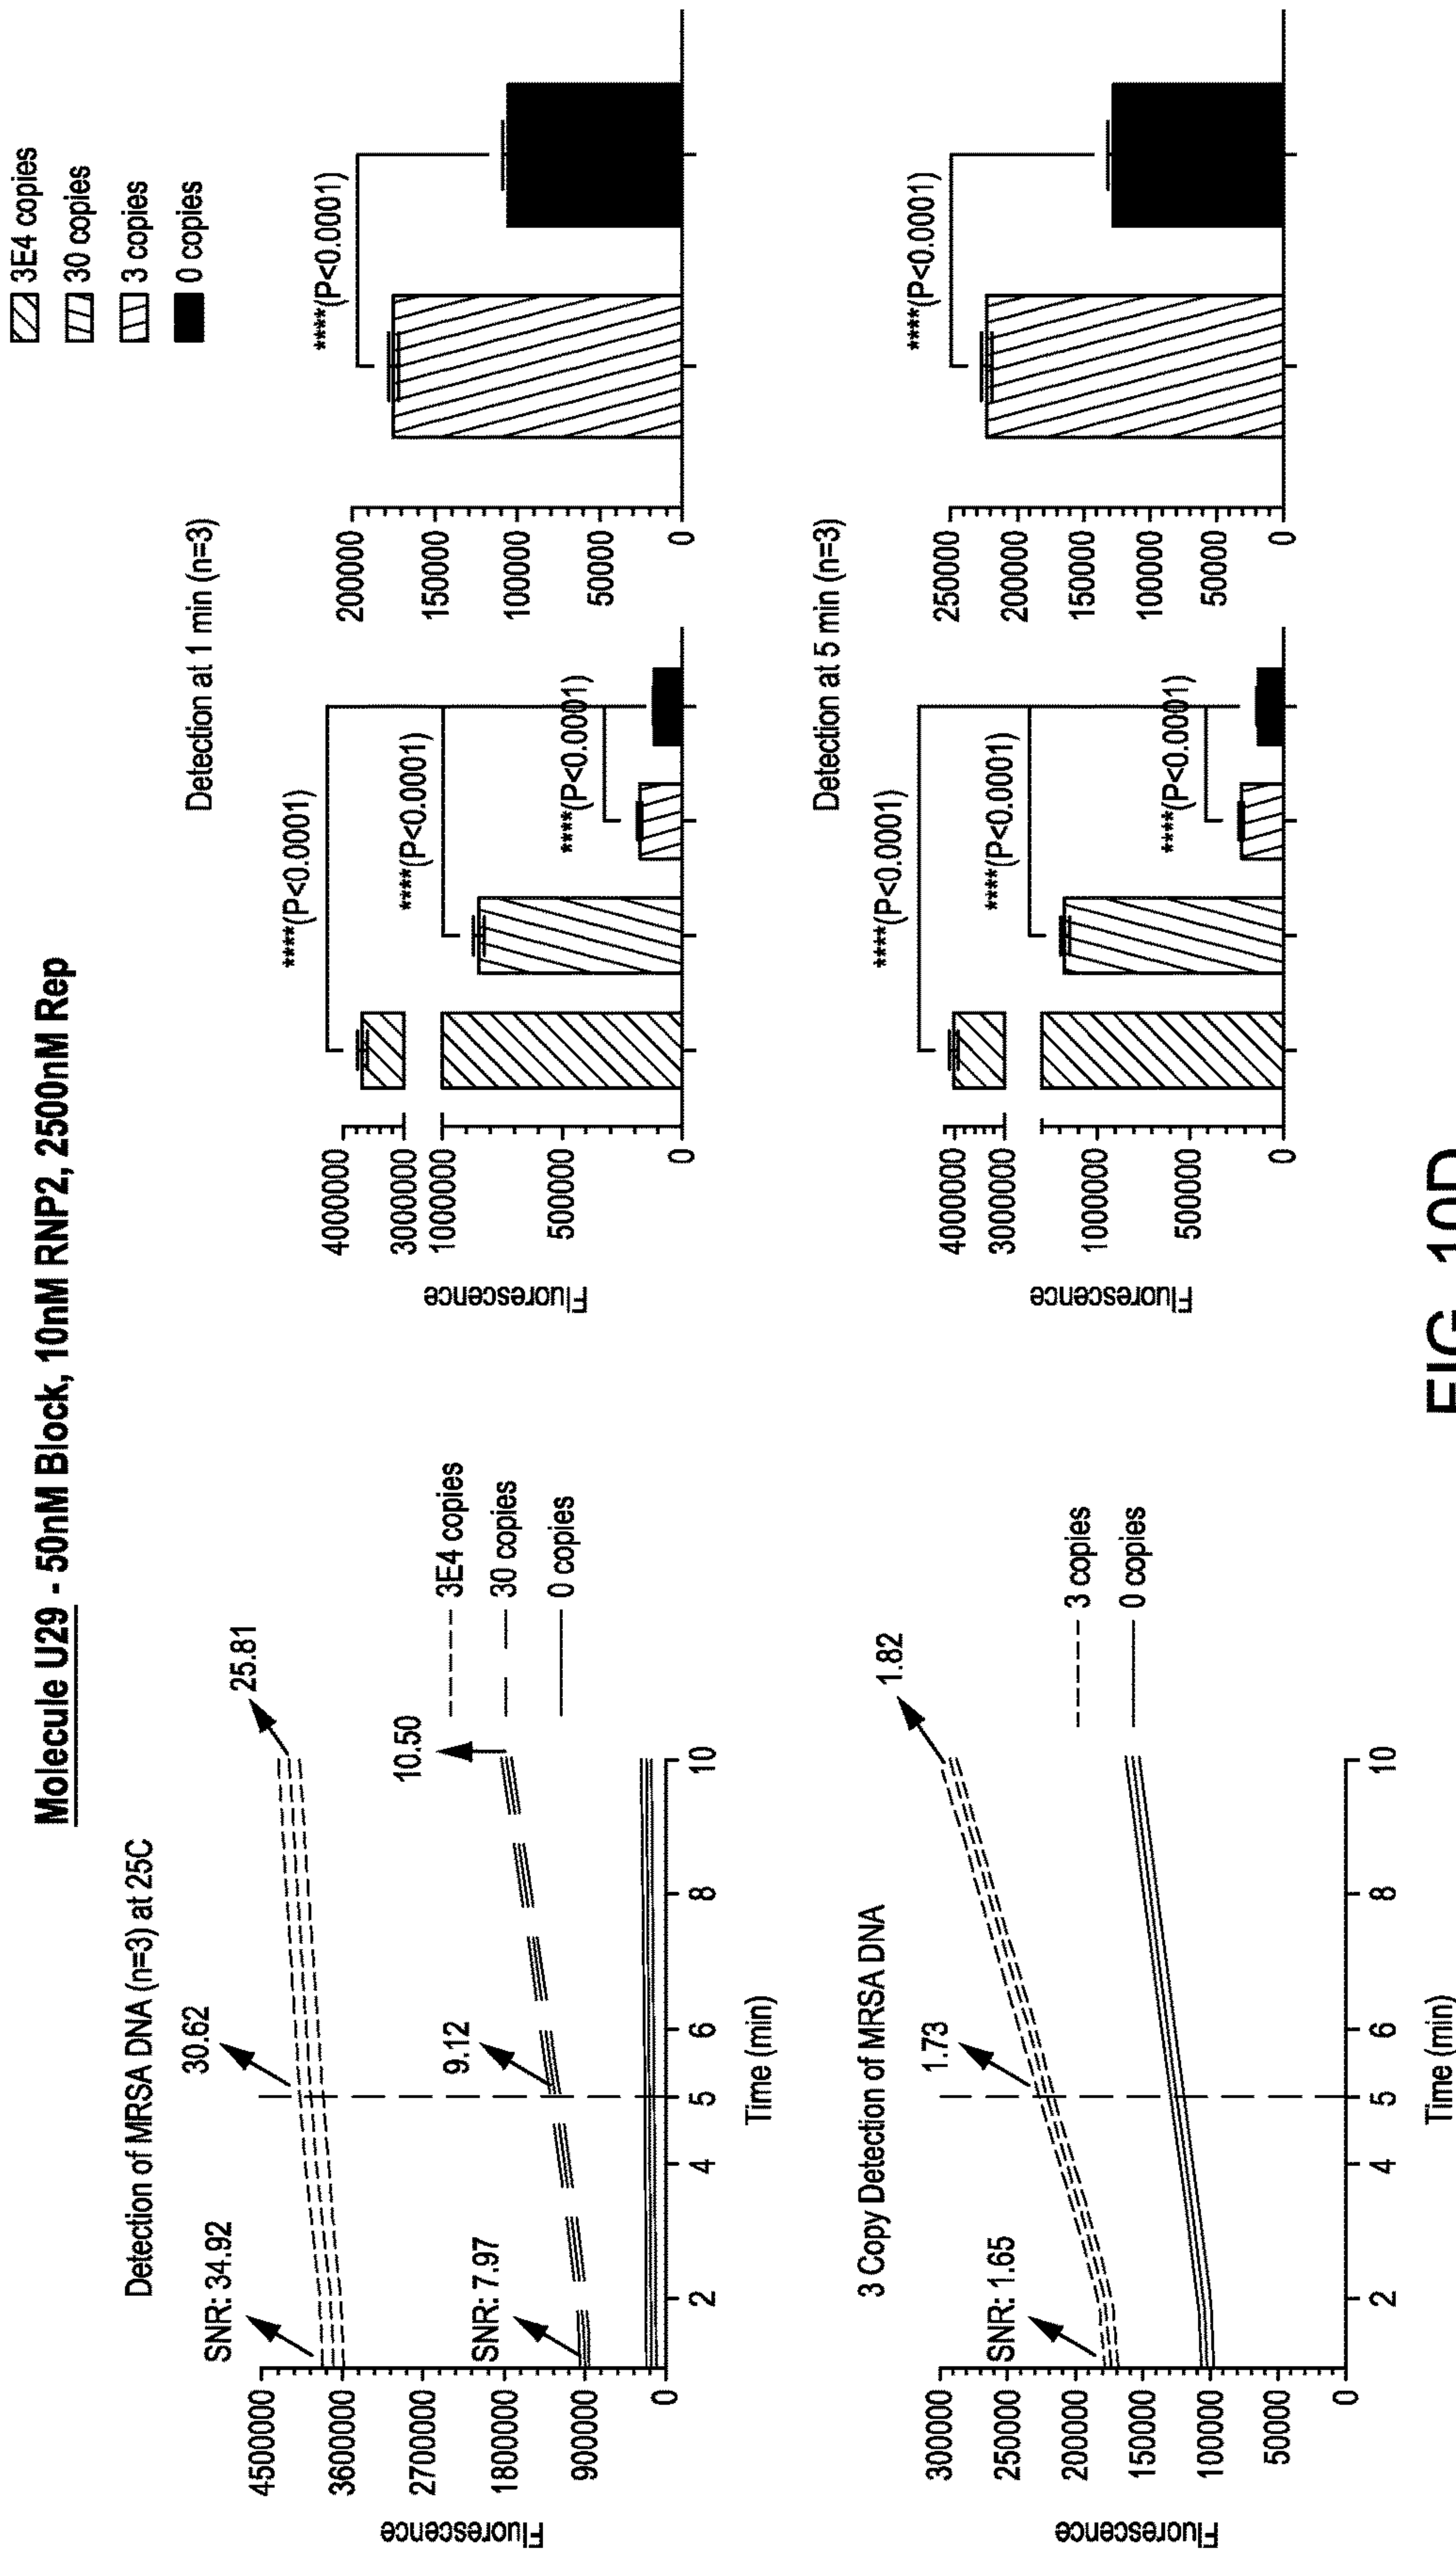 Molecule U29 - 50nM Block, 10nM RNP2, 2500nM Rep
3E4 copies
30 copies
3 copies
0 copies
Detection of MRSA DNA (n=3) at 25C
Fluorescence
4500000
3600000
2700000
1800000
900000
0
SNR: 34.92
30.62
25.81
SNR: 7.97
9.12
10.50
3E4 copies
30 copies
0 copies
2
4
5
6
8
10
Time (min)
Detection at 1 min (n=3)
Fluorescence
4000000
3000000
1000000
500000
0
****(P<0.0001)
****(P<0.0001)
****(P<0.0001)
200000
150000
100000
50000
0
****(P<0.0001)
3 Copy Detection of MRSA DNA
Fluorescence
300000
250000
200000
150000
100000
50000
0
SNR: 1.65
1.73
1.82
3 copies
0 copies
2
4
5
6
8
10
Time (min)
Detection at 5 min (n=3)
Fluorescence
4000000
3000000
1000000
500000
0
****(P<0.0001)
****(P<0.0001)
****(P<0.0001)
250000
200000
150000
100000
50000
0
****(P<0.0001)
FIG. 10D